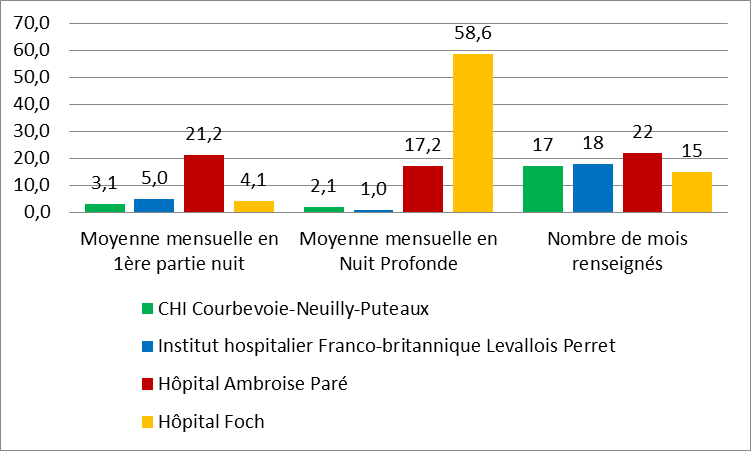 70,0
60,0
50,0
40,0
30,0
20,0
10,0
0,0
3,1
5,0
21,2
4,1
2,1
1,0
17,2
58,6
17
18
22
15
Moyenne mensuelle en
1ère partie nuit
Moyenne mensuelle en
Nuit Profonde
Nombre de mois
renseignés
CHI Courbevoie-Neuilly-Puteaux
Institut hospitalier Franco-britannique Levallois Perret
Hôpital Ambroise Paré
Hôpital Foch